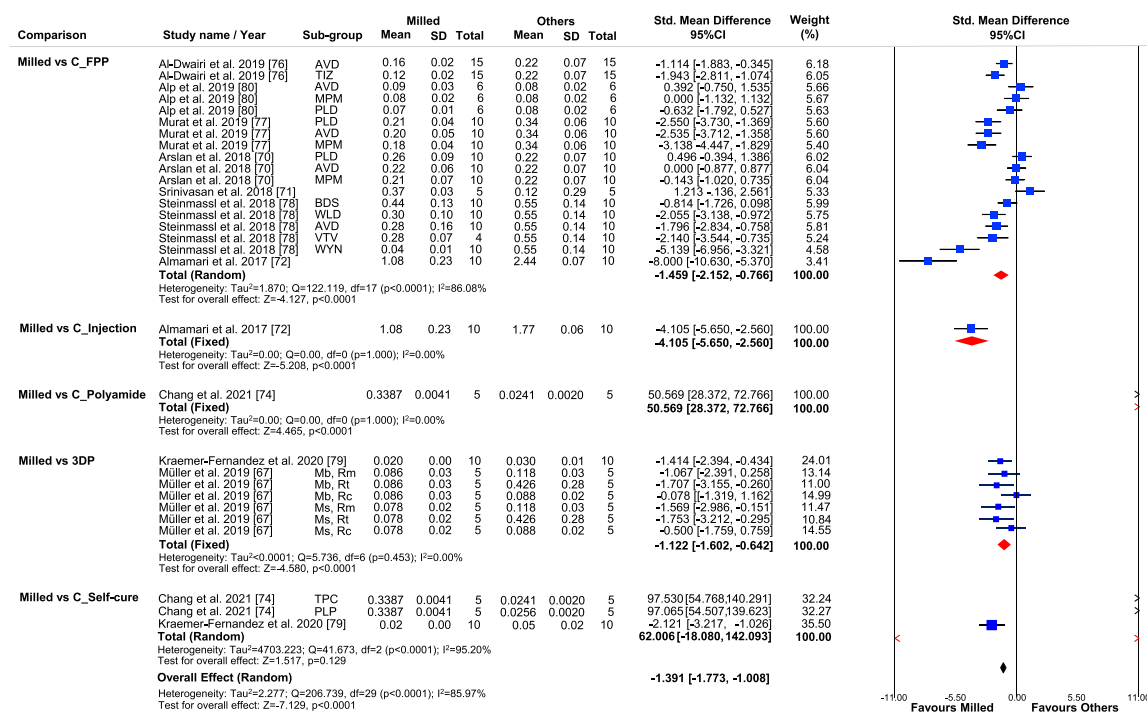 Milled Others Std. Mean Difference Weight Std. Mean Difference
Comparison Study name / Year Sub-group Mean SD Total Mean SD Total 95%CI (%) 95%CI
Milled vs C_FPP Al-Dwairi et al. 2019 [76] AVD 0.16 0.02 15 0.22 0.07 15 -1.114 [-1.883, -0.345] 6.18
Al-Dwairi et al. 2019 [76] TIZ 0.12 0.02 15 0.22 0.07 15 -1.943 [-2.811, -1.074] 6.05
Alp et al. 2019 [80] AVD 0.09 0.03 6 0.08 0.02 6 0.392 [-0.750, 1.535] 5.66
Alp et al. 2019 [80] MPM 0.08 0.02 6 0.08 0.02 6 0.000 [-1.132, 1.132] 5.67
Alp et al. 2019 [80] PLD 0.07 0.01 6 0.08 0.02 6 -0.632 [-1.792, 0.527] 5.63
Murat et al. 2019 [77] PLD 0.21 0.04 10 0.34 0.06 10 -2.550 [-3.730, -1.369] 5.60
Murat et al. 2019 [77] AVD 0.20 0.05 10 0.34 0.06 10 -2.535 [-3.712, -1.358] 5.60
Murat et al. 2019 [77] MPM 0.18 0.04 10 0.34 0.06 10 -3.138 -4.447, -1.829] 5.40
Arslan et al. 2018 [70] PLD 0.26 0.09 10 0.22 0.07 10 0.496 -0.394, 1.386] 6.02
Arslan et al. 2018 [70] AVD 0.22 0.06 10 0.22 0.07 10 0.000 [-0.877, 0.877] 6.04
Arslan et al. 2018 [70] MPM 0.21 0.07 10 0.22 0.07 10 -0.143 [-1.020, 0.735] 6.04
Srinivasan et al. 2018 [71] 0.37 0.03 5 0.12 0.29 5 1.213 -.136, 2.561] 5.33
Steinmassl et al. 2018 [78] BDS 0.44 0.13 10 0.55 0.14 10 -0.814 [-1.726, 0.098] 5.99
Steinmassl et al. 2018 [78] WLD 0.30 0.10 10 0.55 0.14 10 -2.055 [-3.138, -0.972] 5.75
Steinmassl et al. 2018 [78] AVD 0.28 0.16 10 0.55 0.14 10 -1.796 [-2.834, -0.758] 5.81
Steinmassl et al. 2018 [78] VTV 0.28 0.07 4 0.55 0.14 10 -2.140 [-3.544, -0.735] 5.24
Steinmassl et al. 2018 [78] WYN 0.04 0.01 10 0.55 0.14 10 -5.139 [-6.956, -3.321] 4.58
Almamari et al. 2017 [72] 1.08 0.23 10 2.44 0.07 10 -8.000 [-10.630, -5.370] 3.41
Total (Random) -1.459 [-2.152, -0.766] 100.00
Heterogeneity: Tau²=1.870; Q=122.119, df=17 (p<0.0001); I²=86.08%
Test for overall effect: Z=-4.127, p<0.0001
Milled vs C_Injection Almamari et al. 2017 [72] 1.08 0.23 10 1.77 0.06 10 -4.105 [-5.650, -2.560] 100.00
Total (Fixed) -4.105 [-5.650, -2.560] 100.00
Heterogeneity: Tau²=0.00; Q=0.00, df=0 (p=1.000); I²=0.00%
Test for overall effect: Z=-5.208, p<0.0001
Milled vs C_Polyamide Chang et al. 2021 [74] 0.3387 0.0041 5 0.0241 0.0020 5 50.569 [28.372, 72.766] 100.00 >
Total (Fixed) 50.569 [28.372, 72.766] 100.00 >
Heterogeneity: Tau²=0.00; Q=0.00, df=0 (p=1.000); I²=0.00%
Test for overall effect: Z=4.465, p<0.0001
Milled vs 3DP Kraemer-Fernandez et al. 2020 [79] 0.020 0.00 10 0.030 0.01 10 -1.414 [-2.394, -0.434] 24.01
Müller et al. 2019 [67] Mb, Rm 0.086 0.03 5 0.118 0.03 5 -1.067 [-2.391, 0.258] 13.14
Müller et al. 2019 [67] Mb, Rt 0.086 0.03 5 0.426 0.28 5 -1.707 [-3.155, -0.260] 11.00
Müller et al. 2019 [67] Mb, Rc 0.086 0.03 5 0.088 0.02 5 -0.078 [-1.319, 1.162] 14.99
Müller et al. 2019 [67] Ms, Rm 0.078 0.02 5 0.118 0.03 5 -1.569 [-2.986, -0.151] 11.47
Müller et al. 2019 [67] Ms, Rt 0.078 0.02 5 0.426 0.28 5 -1.753 [-3.212, -0.295] 10.84
Müller et al. 2019 [67] Ms, Rc 0.078 0.02 5 0.088 0.02 5 -0.500 [-1.759, 0.759] 14.55
Total (Fixed) -1.122 [-1.602, -0.642] 100.00
Heterogeneity: Tau²<0.0001; Q=5.736, df=6 (p=0.453); I²=0.00%
Test for overall effect: Z=-4.580, p<0.0001
Milled vs C_Self-cure Chang et al. 2021 [74] TPC 0.3387 0.0041 5 0.0241 0.0020 5 97.530 [54.768,140.291] 32.24 >
Chang et al. 2021 [74] PLP 0.3387 0.0041 5 0.0256 0.0020 5 97.065 [54.507,139.623] 32.27 >
Kraemer-Fernandez et al. 2020 [79] 0.02 0.00 10 0.05 0.02 10 -2.121 [-3.217, -1.026] 35.50
Total (Random) 62.006 [-18.080, 142.093] 100.00 < >
Heterogeneity: Tau²=4703.223; Q=41.673, df=2 (p<0.0001); I²=95.20%
Test for overall effect: Z=1.517, p=0.129
Overall Effect (Random) -1.391 [-1.773, -1.008]
Heterogeneity: Tau²=2.277; Q=206.739, df=29 (p<0.0001); I²=85.97%
Test for overall effect: Z=-7.129, p<0.0001
-11.00 -5.50 0.00 5.50 11.00
Favours Milled Favours Others